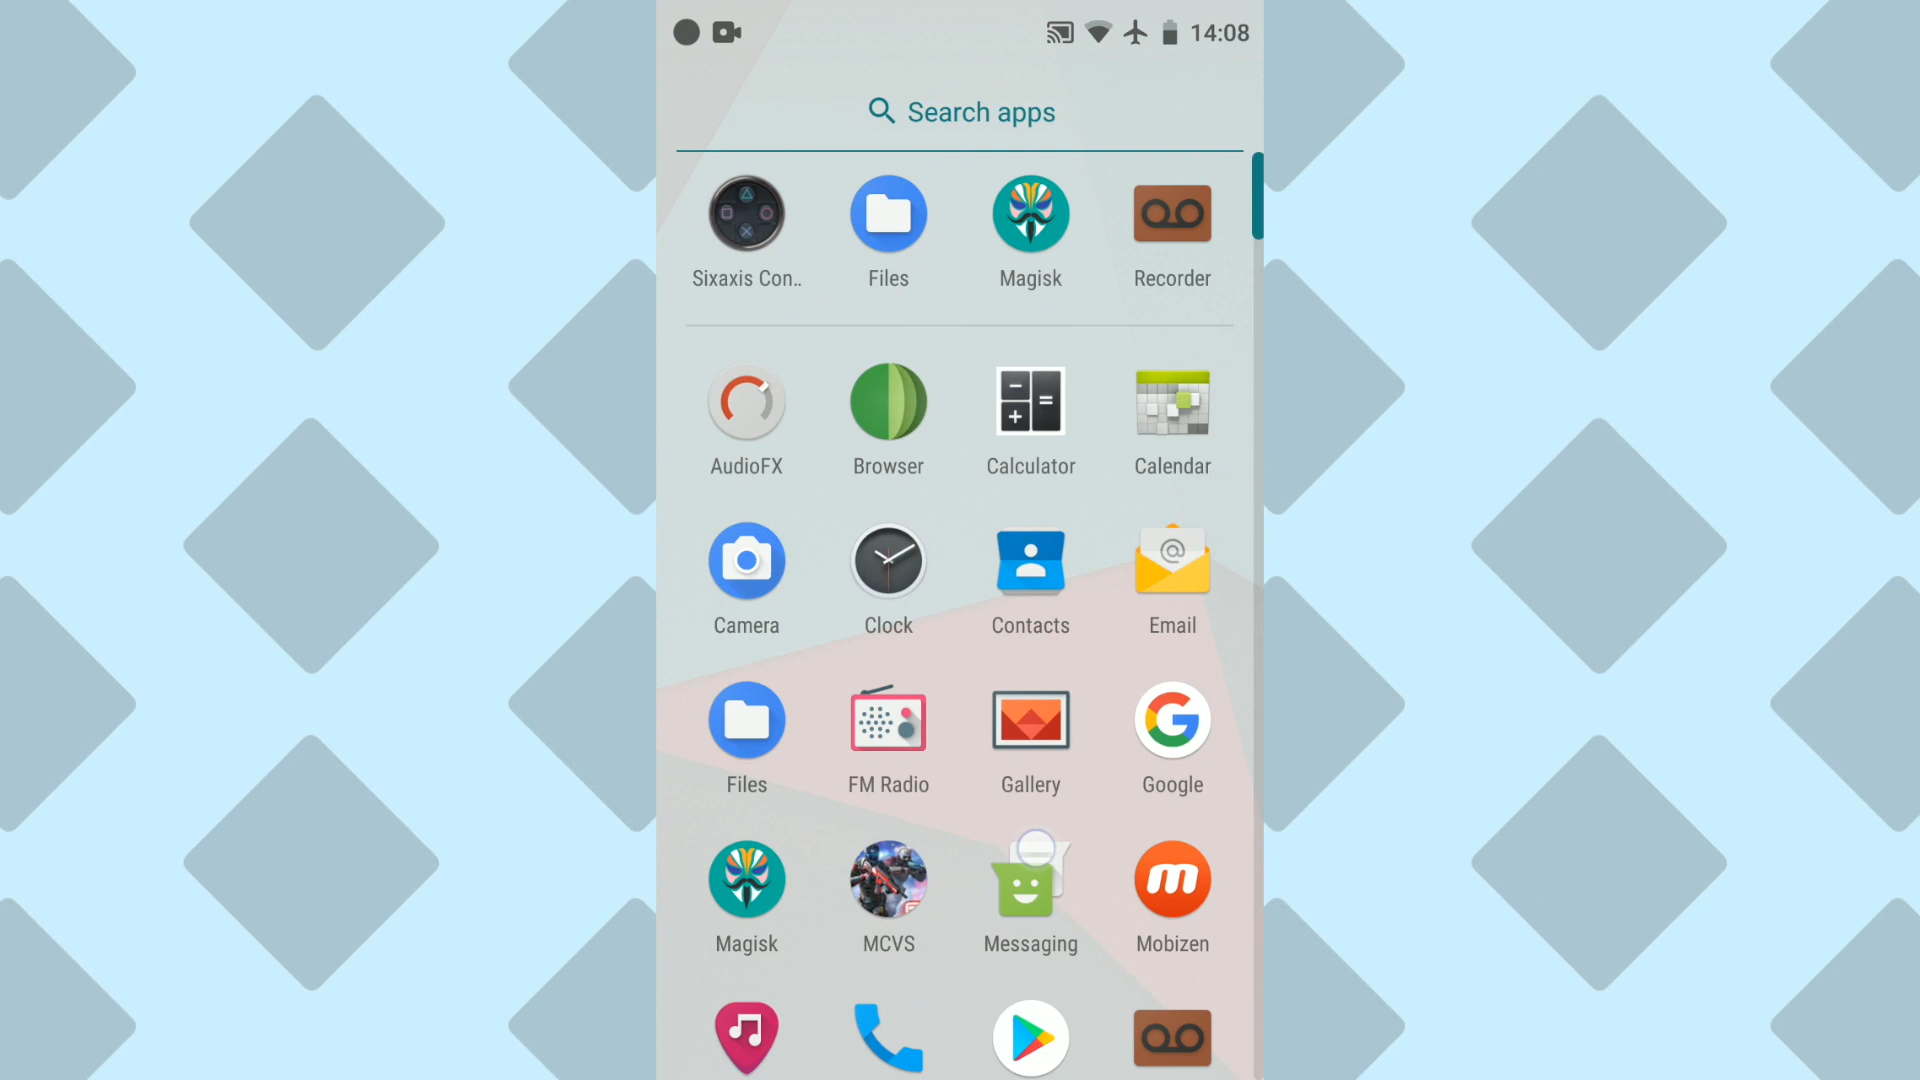 14:08
Search apps
Sixaxis Con..
Files
Magisk
Recorder
AudioFX
Browser
Calculator
Calendar
Camera
Clock
Contacts
Email
Files
FM Radio
Gallery
Google
Magisk
MCVS
Messaging
Mobizen